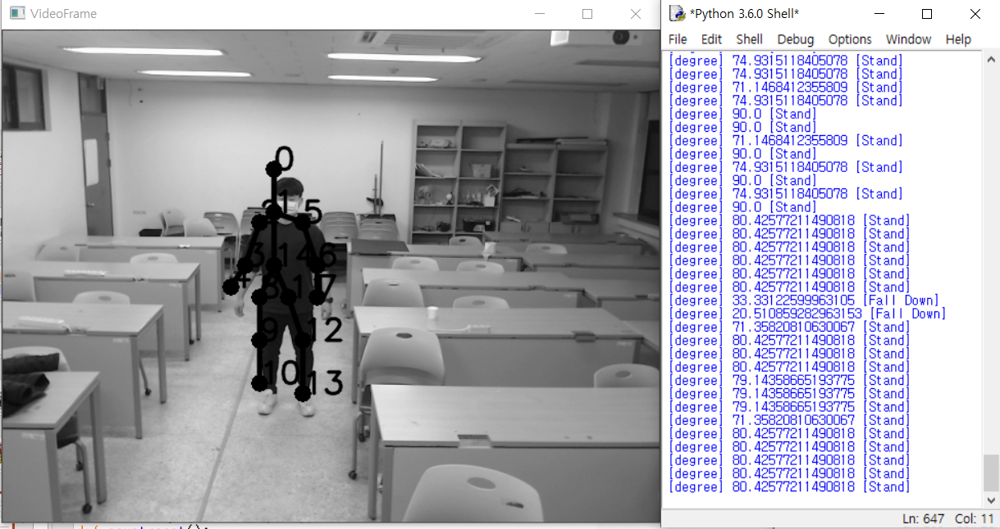 VideoFrame
0
1 5
3 14 6
4 8 11 7
9 12
10 13
*Python 3.6.0 Shell*
File Edit Shell Debug Options Window Help
[degree] 74.9315118405078 [Stand]
[degree] 74.9315118405078 [Stand]
[degree] 71.1468412355809 [Stand]
[degree] 74.9315118405078 [Stand]
[degree] 90.0 [Stand]
[degree] 90.0 [Stand]
[degree] 71.1468412355809 [Stand]
[degree] 90.0 [Stand]
[degree] 74.9315118405078 [Stand]
[degree] 90.0 [Stand]
[degree] 74.9315118405078 [Stand]
[degree] 90.0 [Stand]
[degree] 80.42577211490818 [Stand]
[degree] 80.42577211490818 [Stand]
[degree] 80.42577211490818 [Stand]
[degree] 80.42577211490818 [Stand]
[degree] 80.42577211490818 [Stand]
[degree] 80.42577211490818 [Stand]
[degree] 33.33122599963105 [Fall Down]
[degree] 20.510859282963153 [Fall Down]
[degree] 71.35820810630067 [Stand]
[degree] 80.42577211490818 [Stand]
[degree] 80.42577211490818 [Stand]
[degree] 80.42577211490818 [Stand]
[degree] 79.14358665193775 [Stand]
[degree] 79.14358665193775 [Stand]
[degree] 79.14358665193775 [Stand]
[degree] 71.35820810630067 [Stand]
[degree] 80.42577211490818 [Stand]
[degree] 80.42577211490818 [Stand]
[degree] 80.42577211490818 [Stand]
[degree] 80.42577211490818 [Stand]
[degree] 80.42577211490818 [Stand]
Ln: 647 Col: 11